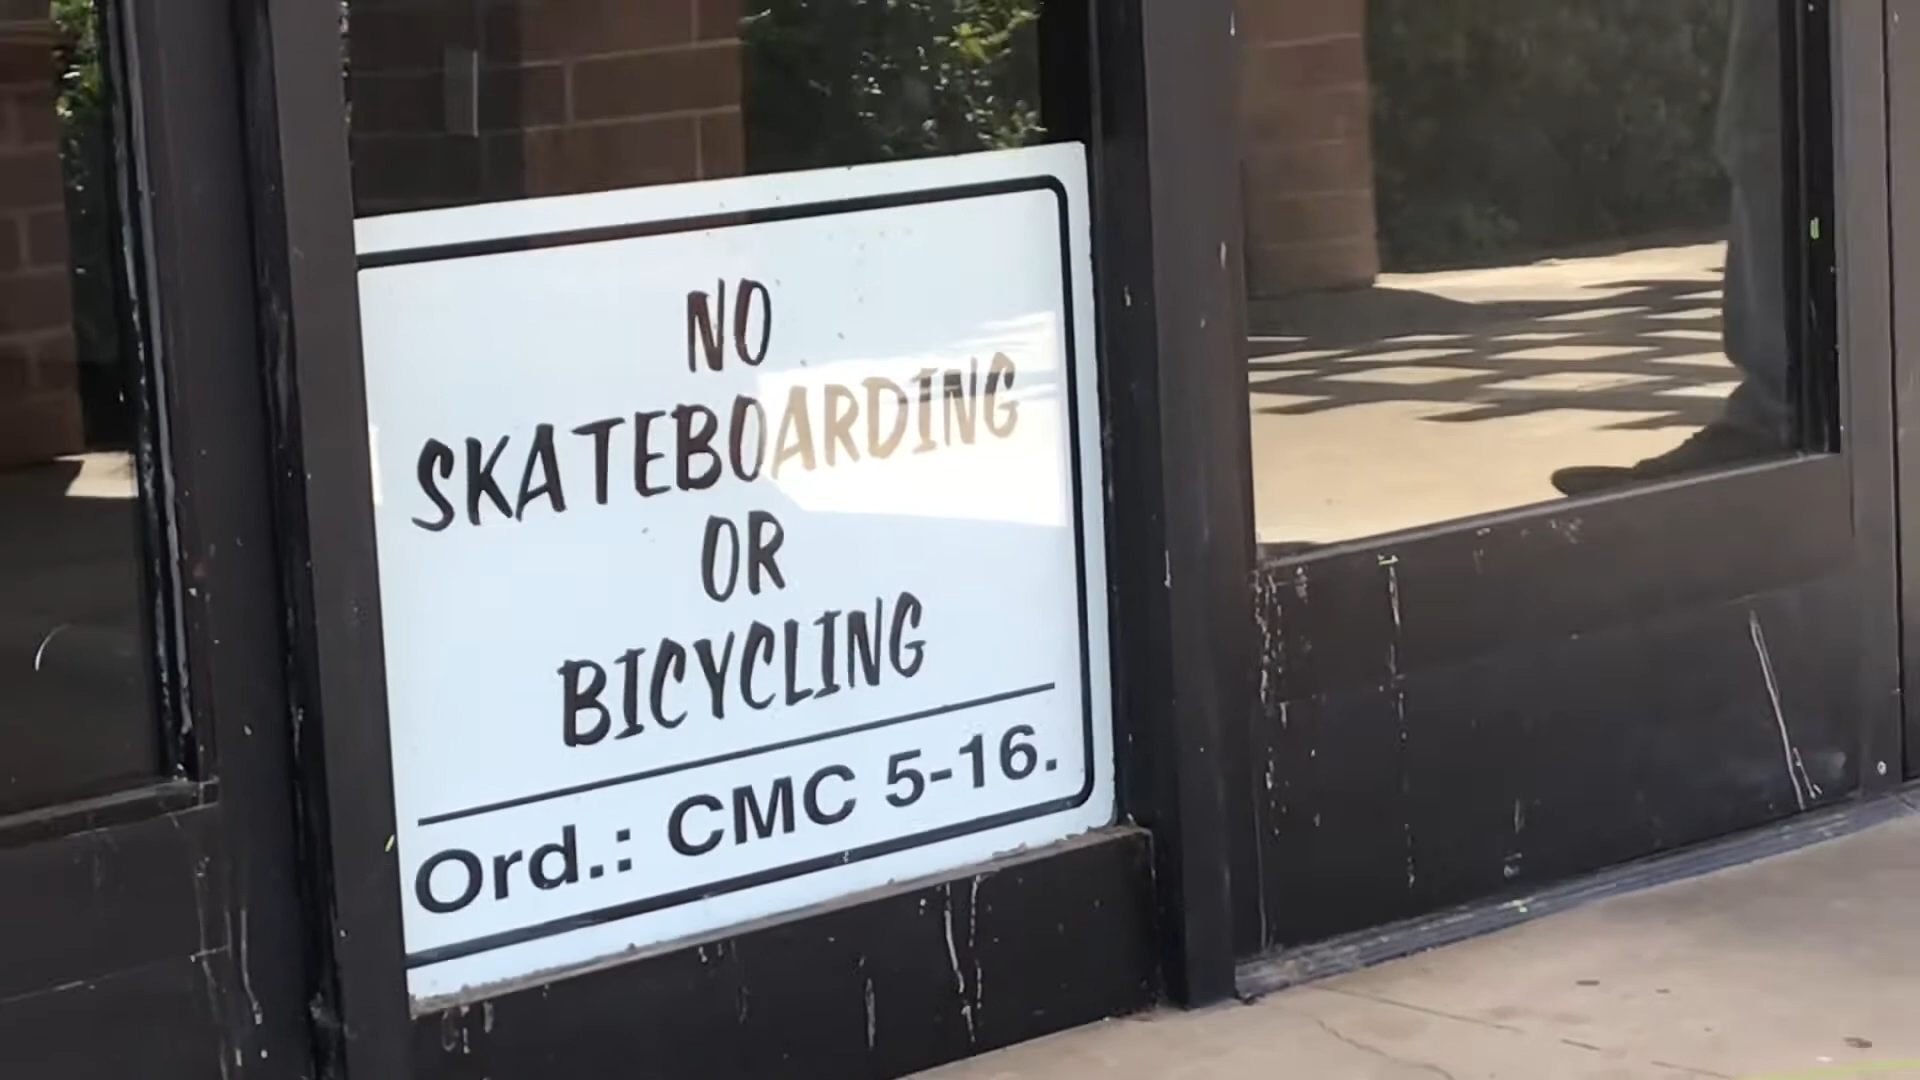 NO
SKATEBOARDING
OR
BICYCLING
Ord.: CMC 5-16.